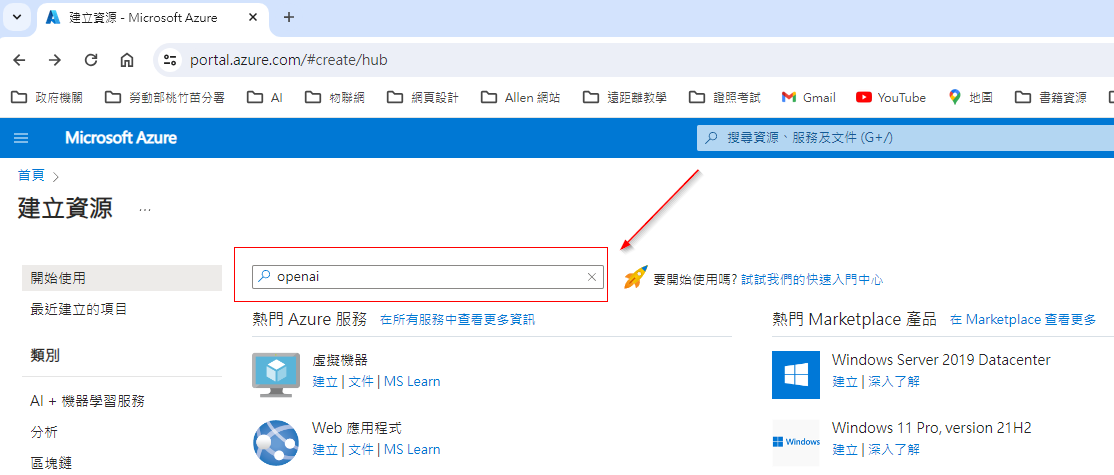 建立資源 - Microsoft Azure
portal.azure.com/#create/hub
政府機關 勞動部桃竹苗分署 AI 物聯網 網頁設計 Allen 網站 遠距離教學 證照考試 Gmail YouTube 地圖 書籍資源
Microsoft Azure 搜尋資源、服務及文件 (G+/)
首頁
建立資源 ...
開始使用
最近建立的項目
類別
AI + 機器學習服務
分析
區塊鏈
openai
要開始使用嗎? 試試我們的快速入門中心
熱門 Azure 服務 在所有服務中查看更多資訊
虛擬機器
建立 | 文件 | MS Learn
Web 應用程式
建立 | 文件 | MS Learn
熱門 Marketplace 產品 在 Marketplace 查看更多
Windows Server 2019 Datacenter
建立 | 深入了解
Windows
Windows 11 Pro, version 21H2
建立 | 深入了解